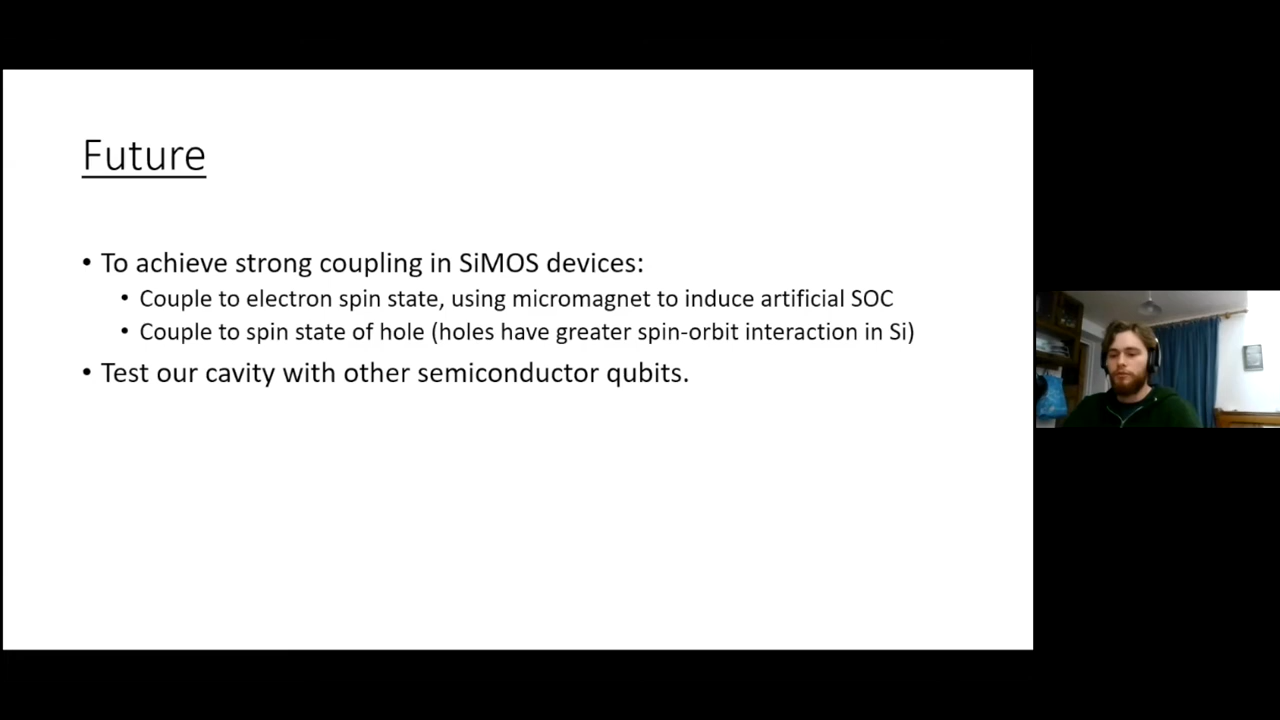 Future
• To achieve strong coupling in SiMOS devices:
• Couple to electron spin state, using micromagnet to induce artificial SOC
• Couple to spin state of hole (holes have greater spin-orbit interaction in Si)
• Test our cavity with other semiconductor qubits.